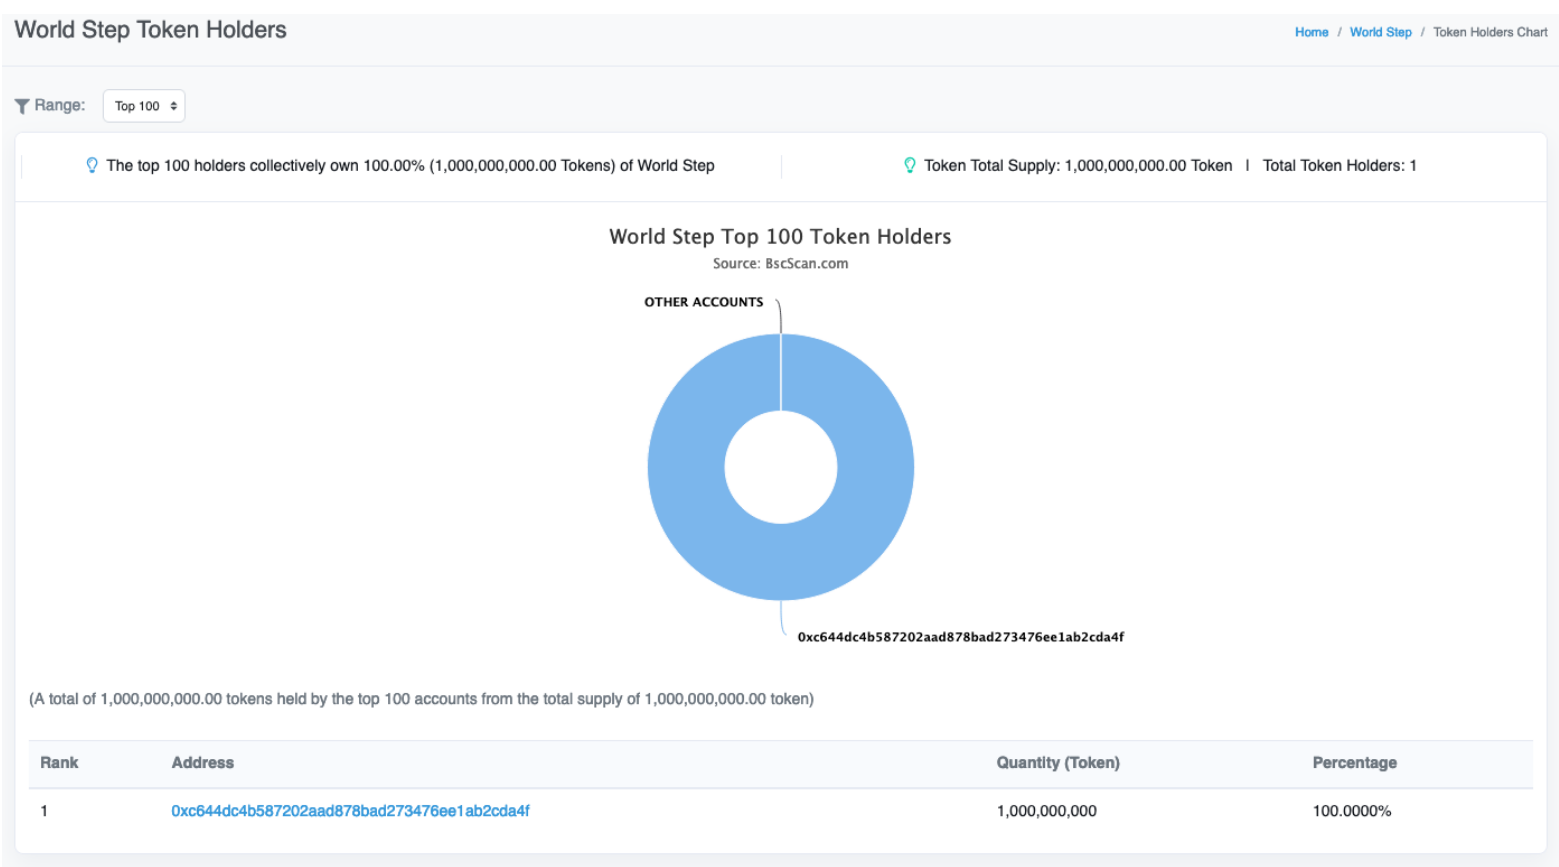 World Step Token Holders
Home / World Step / Token Holders Chart
Range: Top 100
The top 100 holders collectively own 100.00% (1,000,000,000.00 Tokens) of World Step
Token Total Supply: 1,000,000,000.00 Token | Total Token Holders: 1
World Step Top 100 Token Holders
Source: BscScan.com
OTHER ACCOUNTS
0xc644dc4b587202aad878bad273476ee1ab2cda4f
(A total of 1,000,000,000.00 tokens held by the top 100 accounts from the total supply of 1,000,000,000.00 token)
Rank Address Quantity (Token) Percentage
1 0xc644dc4b587202aad878bad273476ee1ab2cda4f 1,000,000,000 100.0000%